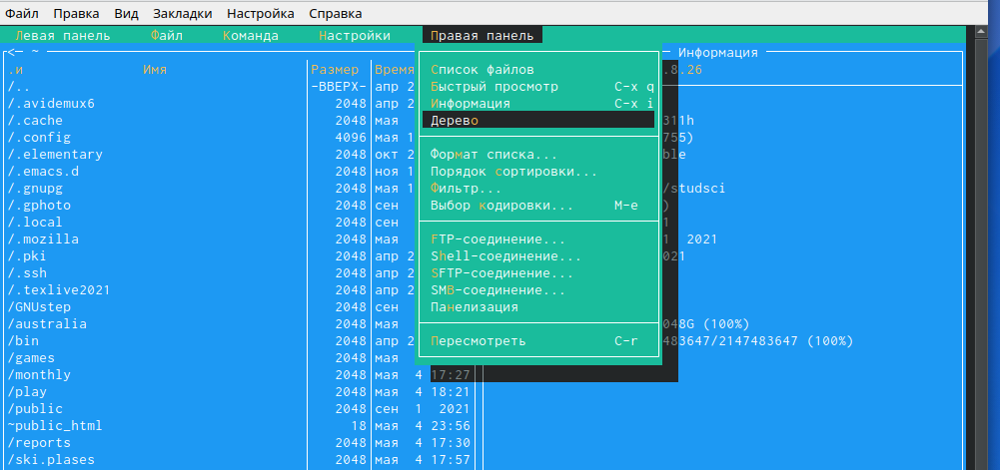 Файл Правка Вид Закладки Настройка Справка
Левая панель Файл Команда Настройки Правая панель
<— ~ Информация
.и Имя Размер Время Список файлов .8.26
/.. -ВВЕРХ- апр 2 Быстрый просмотр C-x q
/.avidemux6 2048 апр 2 Информация C-x i
/.cache 2048 мая Дерево 311h
/.config 4096 мая 1 755)
/.elementary 2048 окт 2 Формат списка... ble
/.emacs.d 2048 ноя 1 Порядок сортировки...
/.gnupg 2048 мая 1 Фильтр... /studsci
/.gphoto 2048 сен Выбор кодировки... M-e )
/.local 2048 сен 1
/.mozilla 2048 мая FTP-соединение... 1 2021
/.pki 2048 апр 2 Shell-соединение... 021
/.ssh 2048 апр 2 SFTP-соединение...
/.texlive2021 2048 апр 2 SMB-соединение...
/GNUstep 2048 сен Панелизация
/australia 2048 мая 048G (100%)
/bin 2048 апр 2 Пересмотреть C-r 483647/2147483647 (100%)
/games 2048 мая
/monthly 2048 мая 4 17:27
/play 2048 мая 4 18:21
/public 2048 сен 1 2021
~public_html 18 мая 4 23:56
/reports 2048 мая 4 17:30
/ski.plases 2048 мая 4 17:57